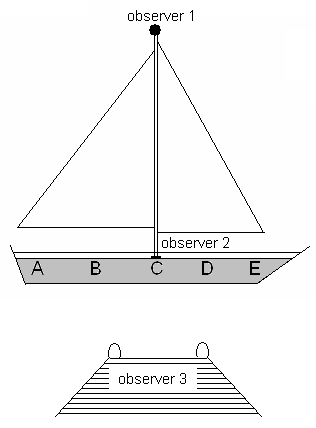 observer 1
observer 2
A B C D E
observer 3